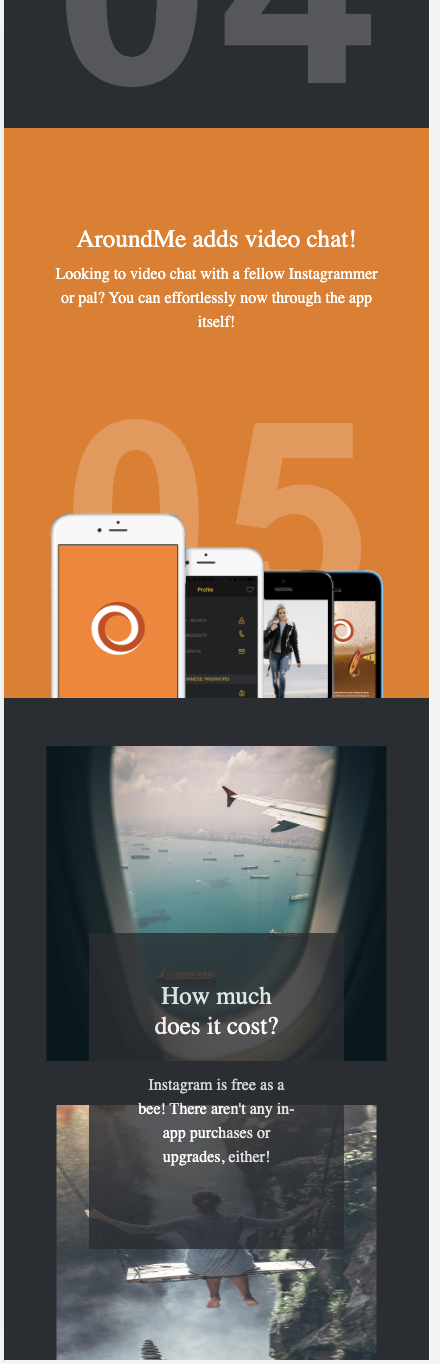 04
AroundMe adds video chat!
Looking to video chat with a fellow Instagrammer
or pal? You can effortlessly now through the app
itself!
05
Profile
How much
does it cost?
Instagram is free as a
bee! There aren't any in-
app purchases or
upgrades, either!